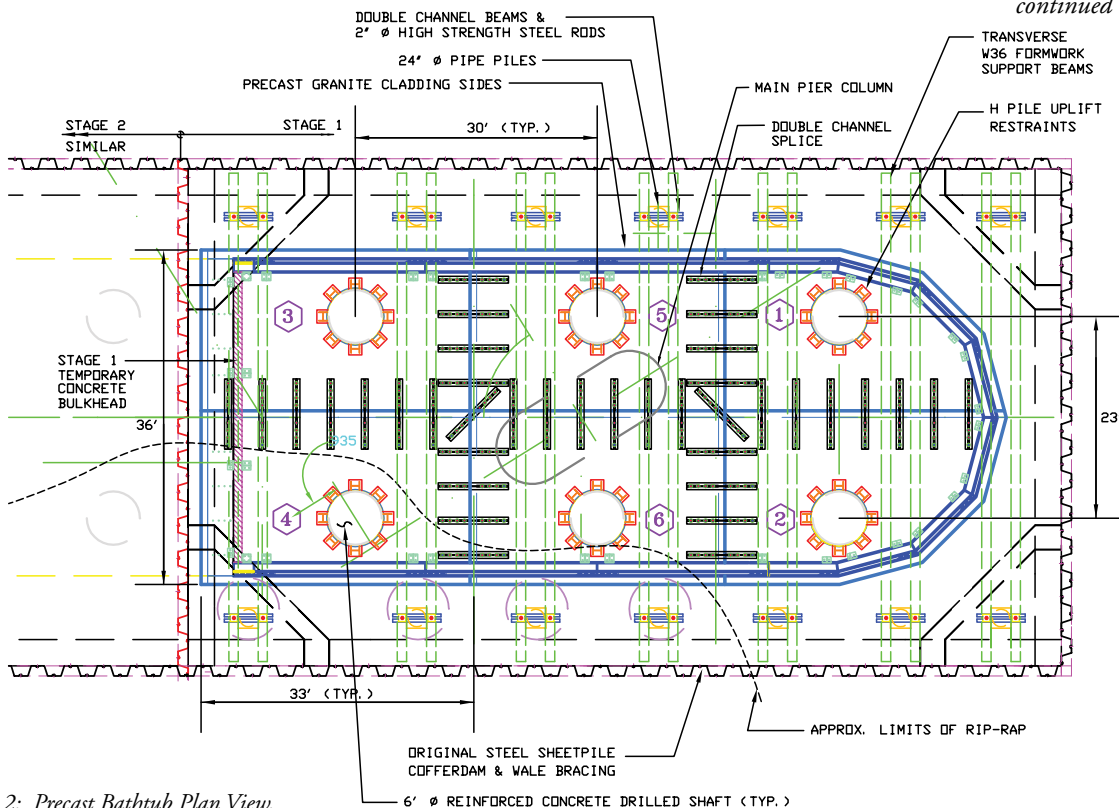 continued
DOUBLE CHANNEL BEAMS &
2" ø HIGH STRENGTH STEEL RODS
24" ø PIPE PILES
PRECAST GRANITE CLADDING SIDES
TRANSVERSE
W36 FORMWORK
SUPPORT BEAMS
MAIN PIER COLUMN
H PILE UPLIFT
RESTRAINTS
DOUBLE CHANNEL
SPLICE
STAGE 2
SIMILAR
STAGE 1
30' (TYP.)
3
5
1
STAGE 1
TEMPORARY
CONCRETE
BULKHEAD
36'
23
935
4
6
2
33' (TYP.)
APPROX. LIMITS OF RIP-RAP
ORIGINAL STEEL SHEETPILE
COFFERDAM & WALE BRACING
2: Precast Bathtub Plan View
6' ø REINFORCED CONCRETE DRILLED SHAFT (TYP.)